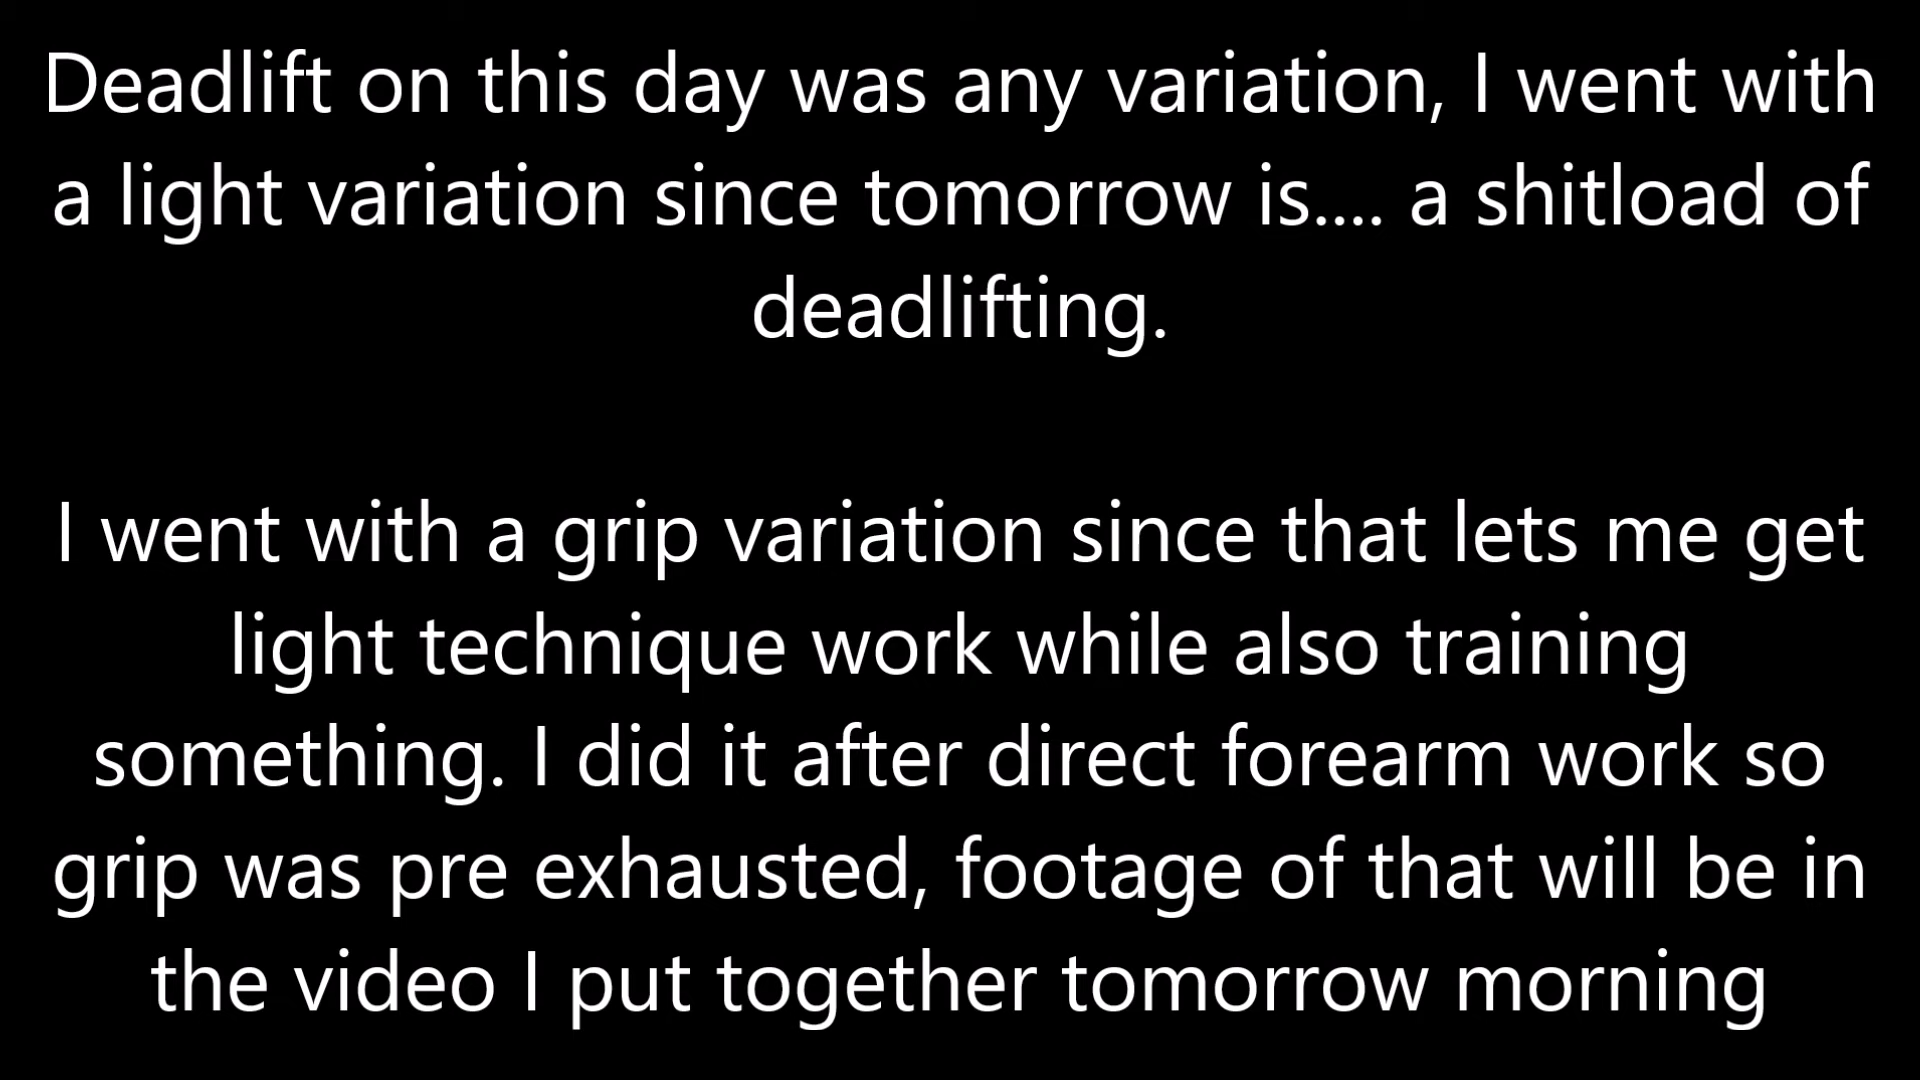 Deadlift on this day was any variation, I went with
a light variation since tomorrow is.... a shitload of
deadlifting.
I went with a grip variation since that lets me get
light technique work while also training
something. I did it after direct forearm work so
grip was pre exhausted, footage of that will be in
the video I put together tomorrow morning